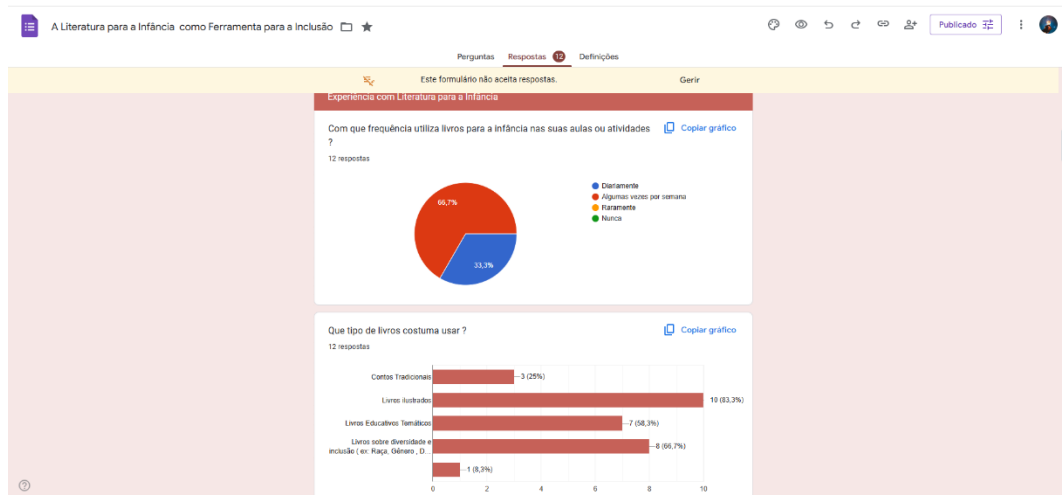 A Literatura para a Infância como Ferramenta para a Inclusão
Publicado
Perguntas Respostas 12 Definições
Este formulário não aceita respostas. Gerir
Experiência com Literatura para a Infância
Com que frequência utiliza livros para a infância nas suas aulas ou atividades
?
Copiar gráfico
12 respostas
Diariamente
Algumas vezes por semana
Raramente
Nunca
66,7%
33,3%
Que tipo de livros costuma usar ?
Copiar gráfico
12 respostas
Contos Tradicionais
3 (25%)
Livros ilustrados
10 (83,3%)
Livros Educativos Temáticos
7 (58,3%)
Livros sobre diversidade e
inclusão ( ex: Raça, Género , D...
8 (66,7%)
1 (8,3%)
0 2 4 6 8 10